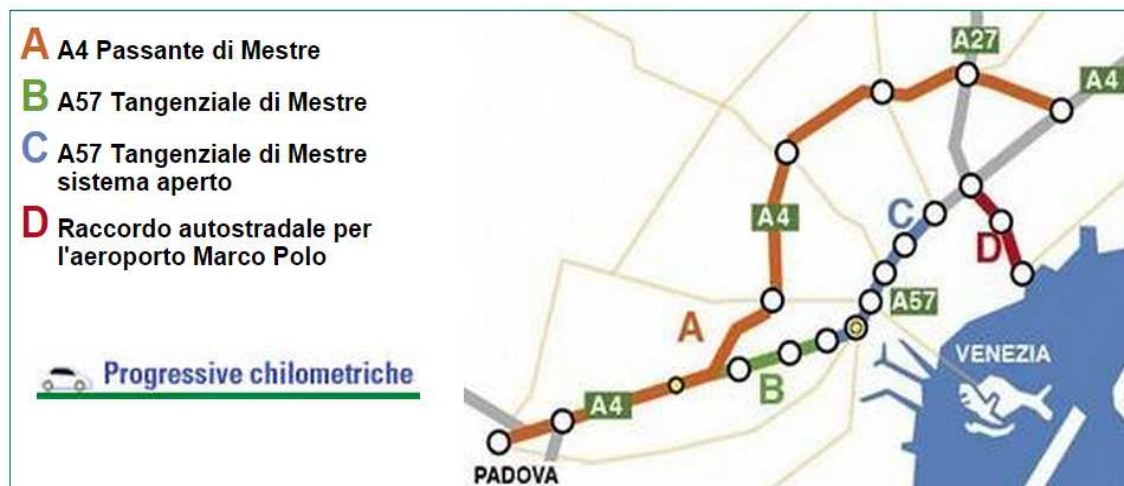 A A4 Passante di Mestre
B A57 Tangenziale di Mestre
C A57 Tangenziale di Mestre
sistema aperto
D Raccordo autostradale per
l'aeroporto Marco Polo
Progressive chilometriche
A27
A4
A4
C
D
A57
A
VENEZIA
B
A4
PADOVA